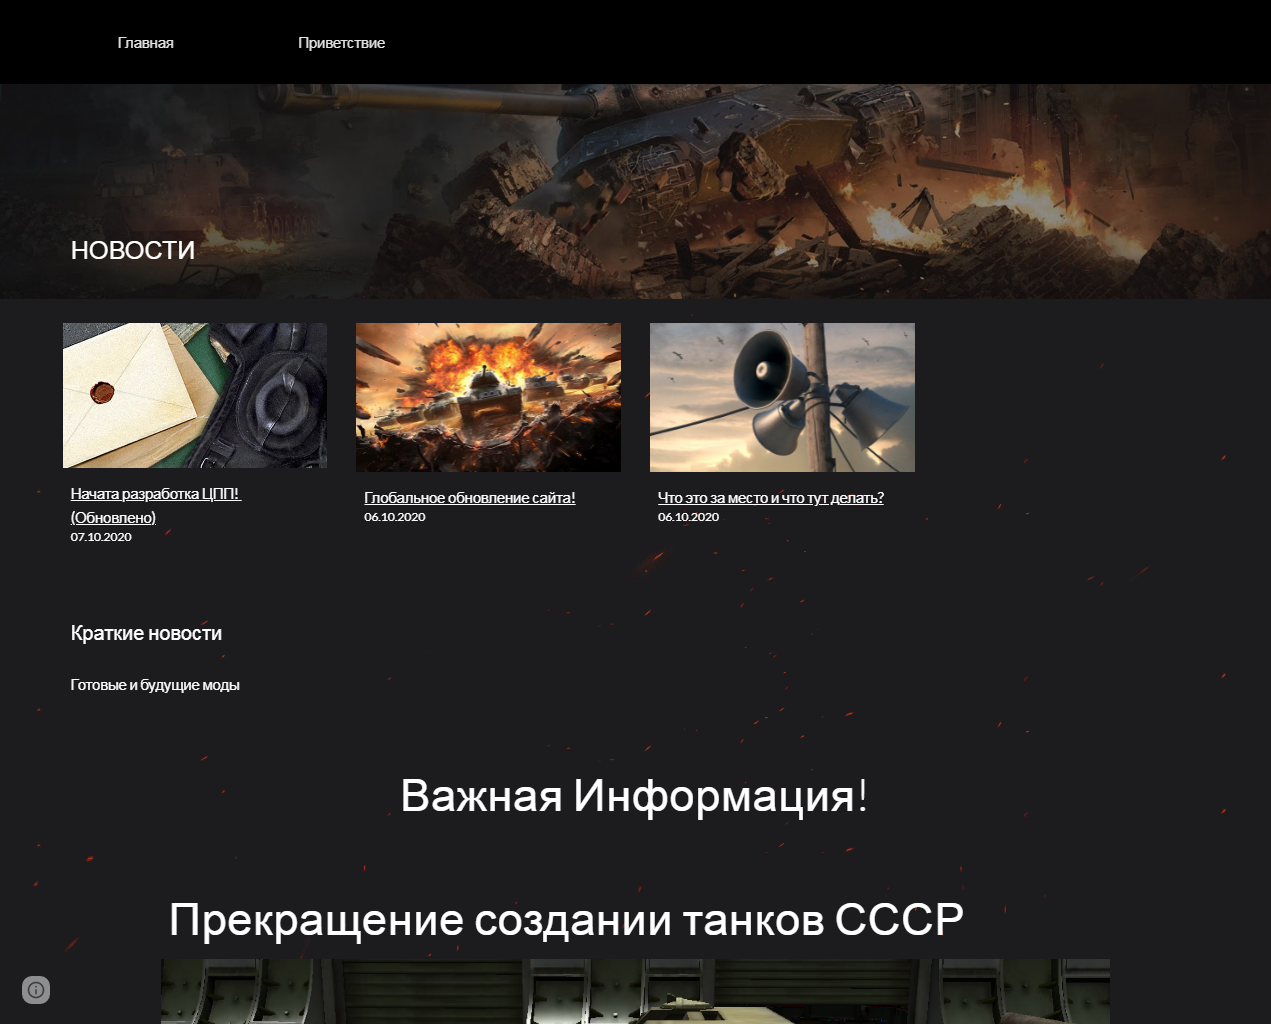 Главная Приветствие
НОВОСТИ
Начата разработка ЦПП!
(Обновлено)
07.10.2020
Глобальное обновление сайта!
06.10.2020
Что это за место и что тут делать?
06.10.2020
Краткие новости
Готовые и будущие моды
Важная Информация!
Прекращение создании танков СССР